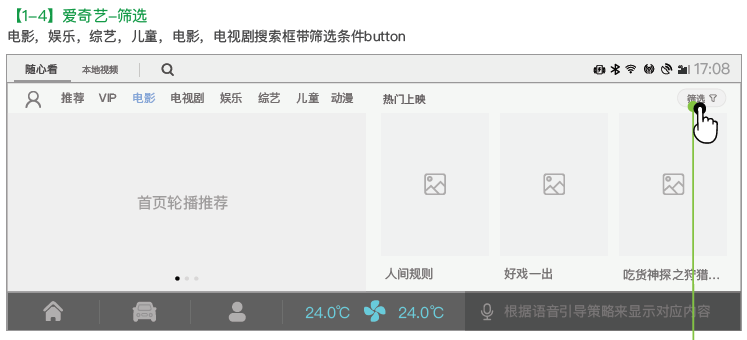 【1-4】爱奇艺-筛选
电影，娱乐，综艺，儿童，电影，电视剧搜索框带筛选条件button
随心看 本地视频 17:08
推荐 VIP 电影 电视剧 娱乐 综艺 儿童 动漫 热门上映 筛选
首页轮播推荐
人间规则 好戏一出 吃货神探之狩猎...
24.0℃ 24.0℃ 根据语音引导策略来显示对应内容